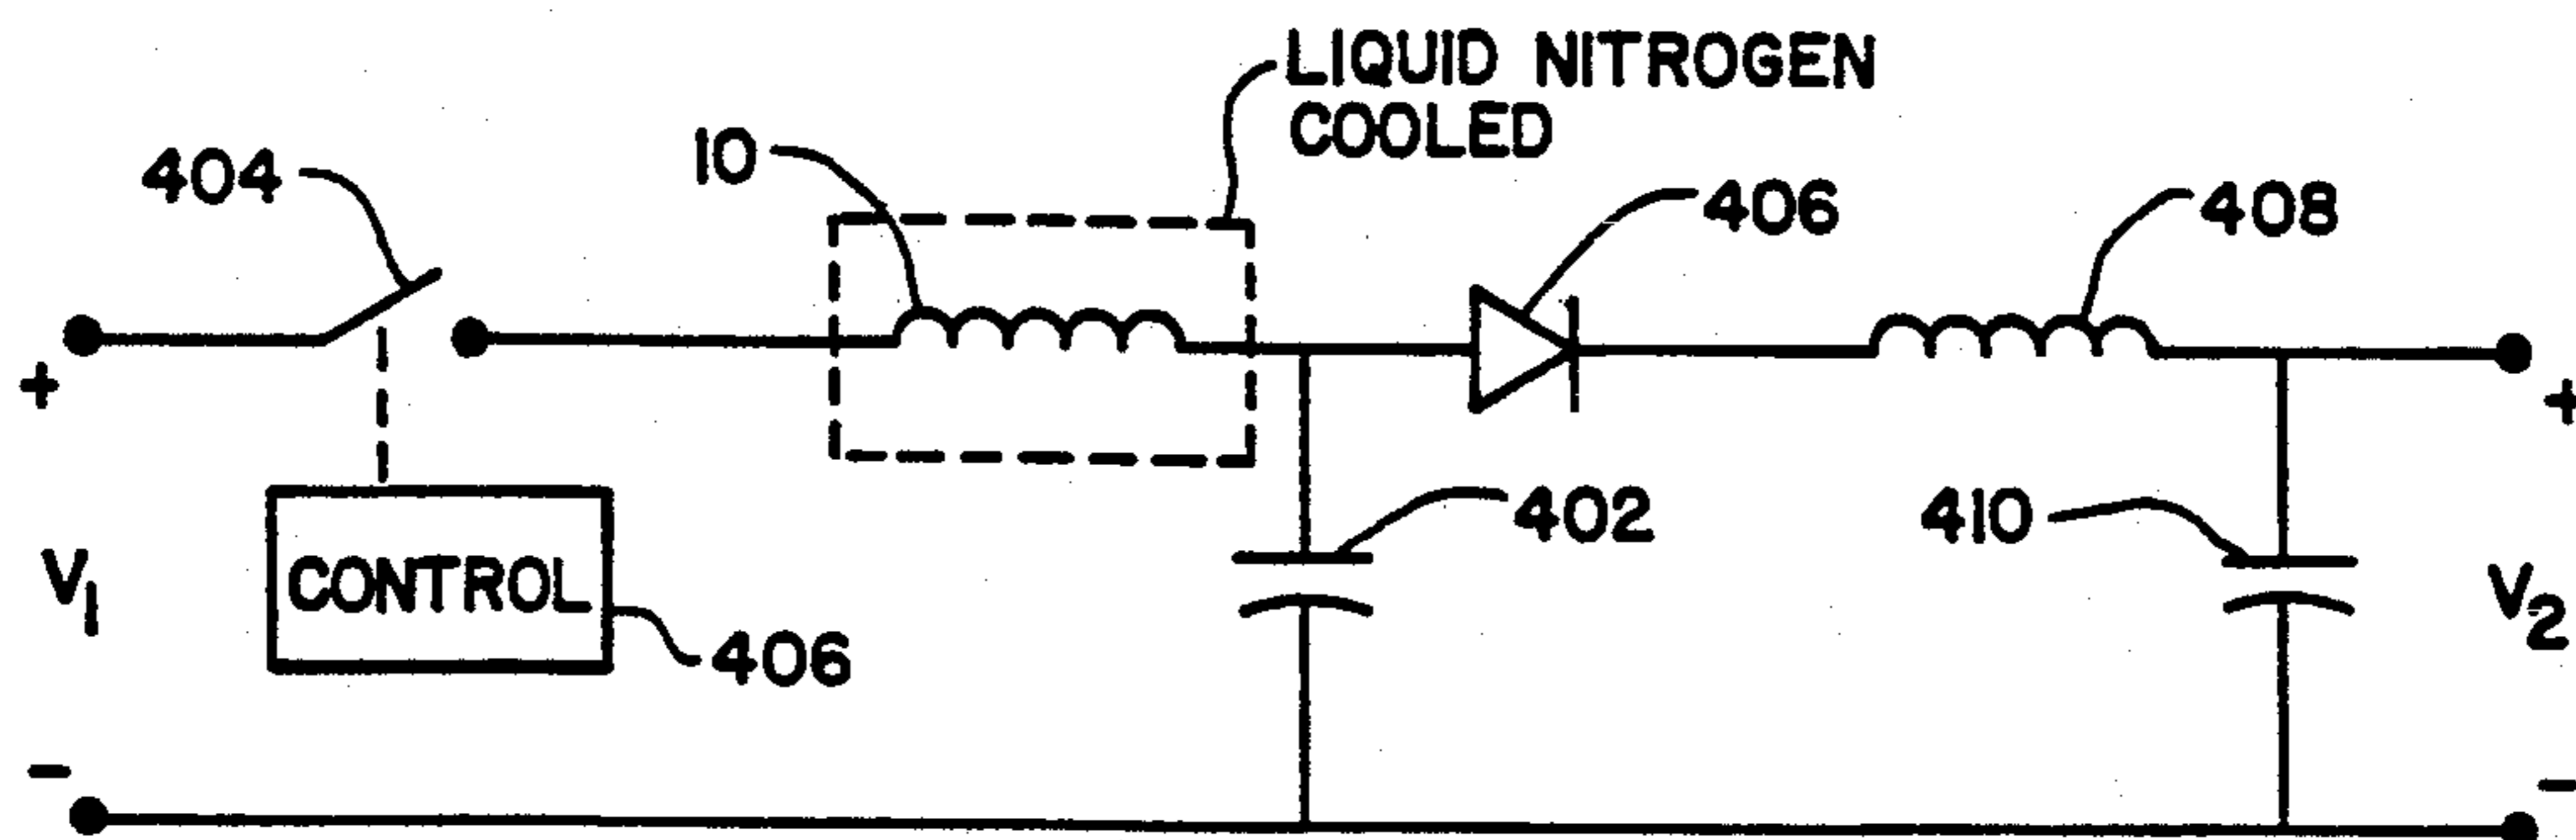 LIQUID NITROGEN
COOLED
10
404
406
408
+
+
402
410
V1
CONTROL
V2
406
-
-